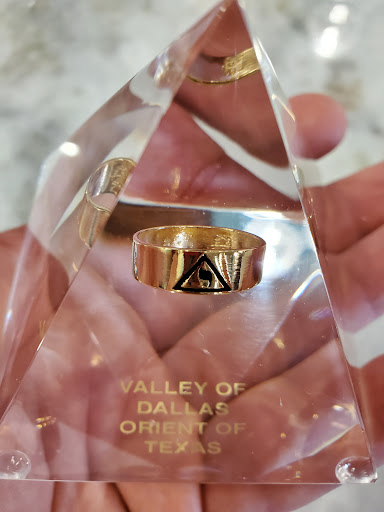 VALLEY OF
DALLAS
ORIENT OF
TEXAS